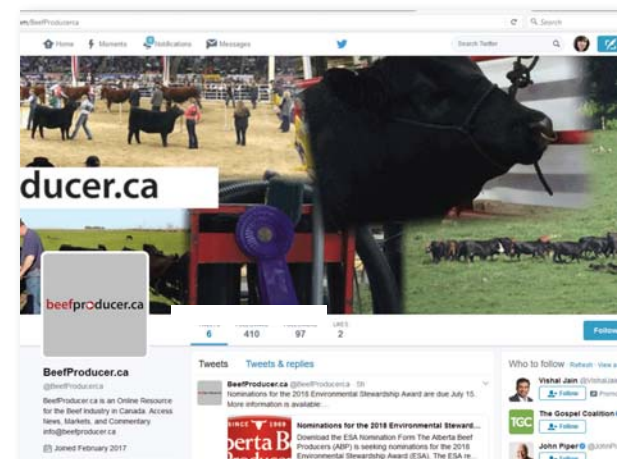 om/BeefProducerca
Search
Home Moments Notifications Messages
Search Twitter
ducer.ca
beefproducer.ca
LIKES
6 410 97 2
Follow
BeefProducer.ca
@BeefProducerca
BeefProducer.ca is an Online Resource
for the Beef Industry in Canada. Access
News, Markets, and Commentary.
info@beefproducer.ca
Joined February 2017
Tweets Tweets & replies
BeefProducer.ca @BeefProducerca · 5h
Nominations for the 2018 Environmental Stewardship Award are due July 15.
More information is available:...
SINCE 1969
berta B
Nominations for the 2018 Environmental Steward...
Download the ESA Nomination Form The Alberta Beef
Producers (ABP) is seeking nominations for the 2018
Environmental Stewardship Award (ESA). The ESA re...
Who to follow · Refresh · View a
Vishal Jain
Follow
TGC
The Gospel Coalition
Follow
John Piper @JohnPi
Follow